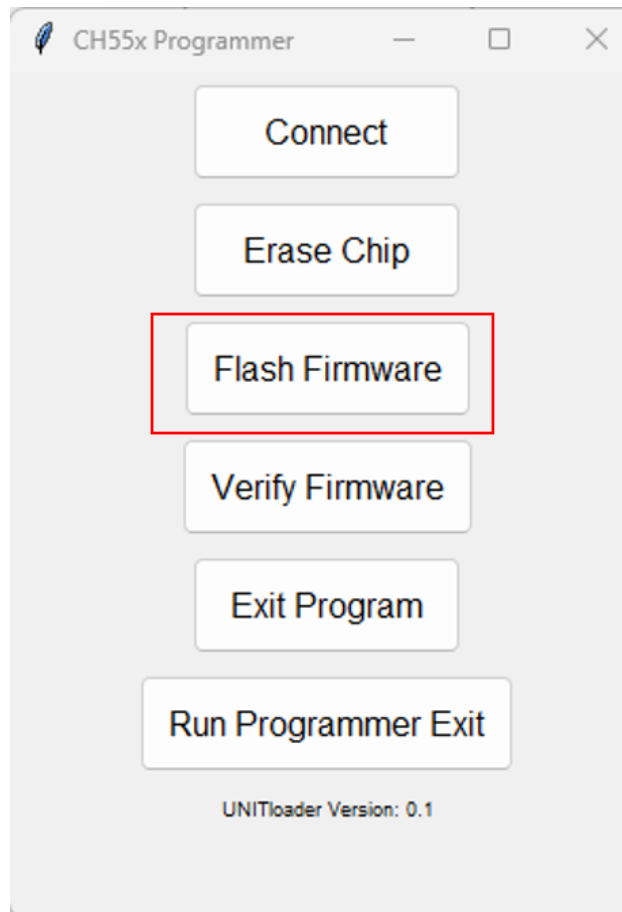 CH55x Programmer
Connect
Erase Chip
Flash Firmware
Verify Firmware
Exit Program
Run Programmer Exit
UNITloader Version: 0.1